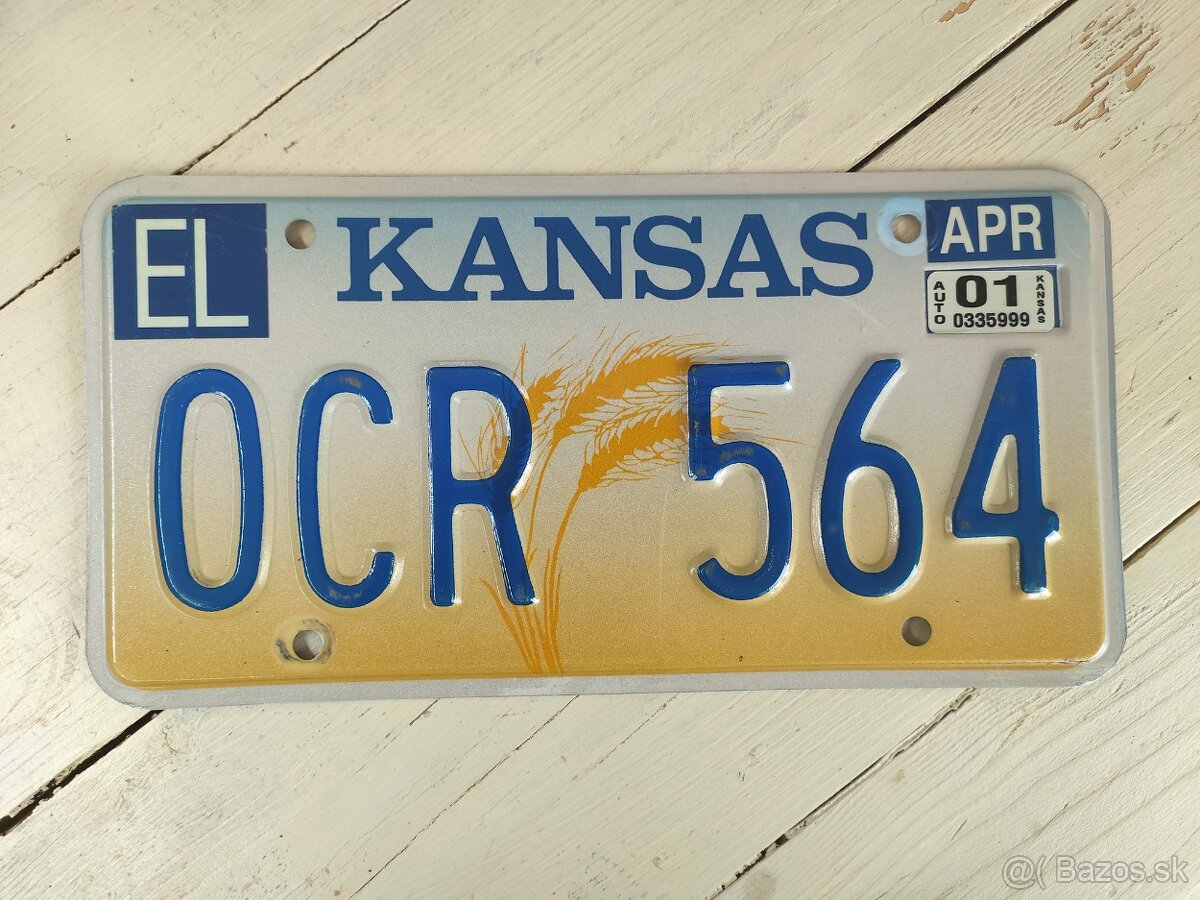 EL KANSAS APR
AUTO 01 KANSAS
0335999
OCR 564
@( Bazos.sk